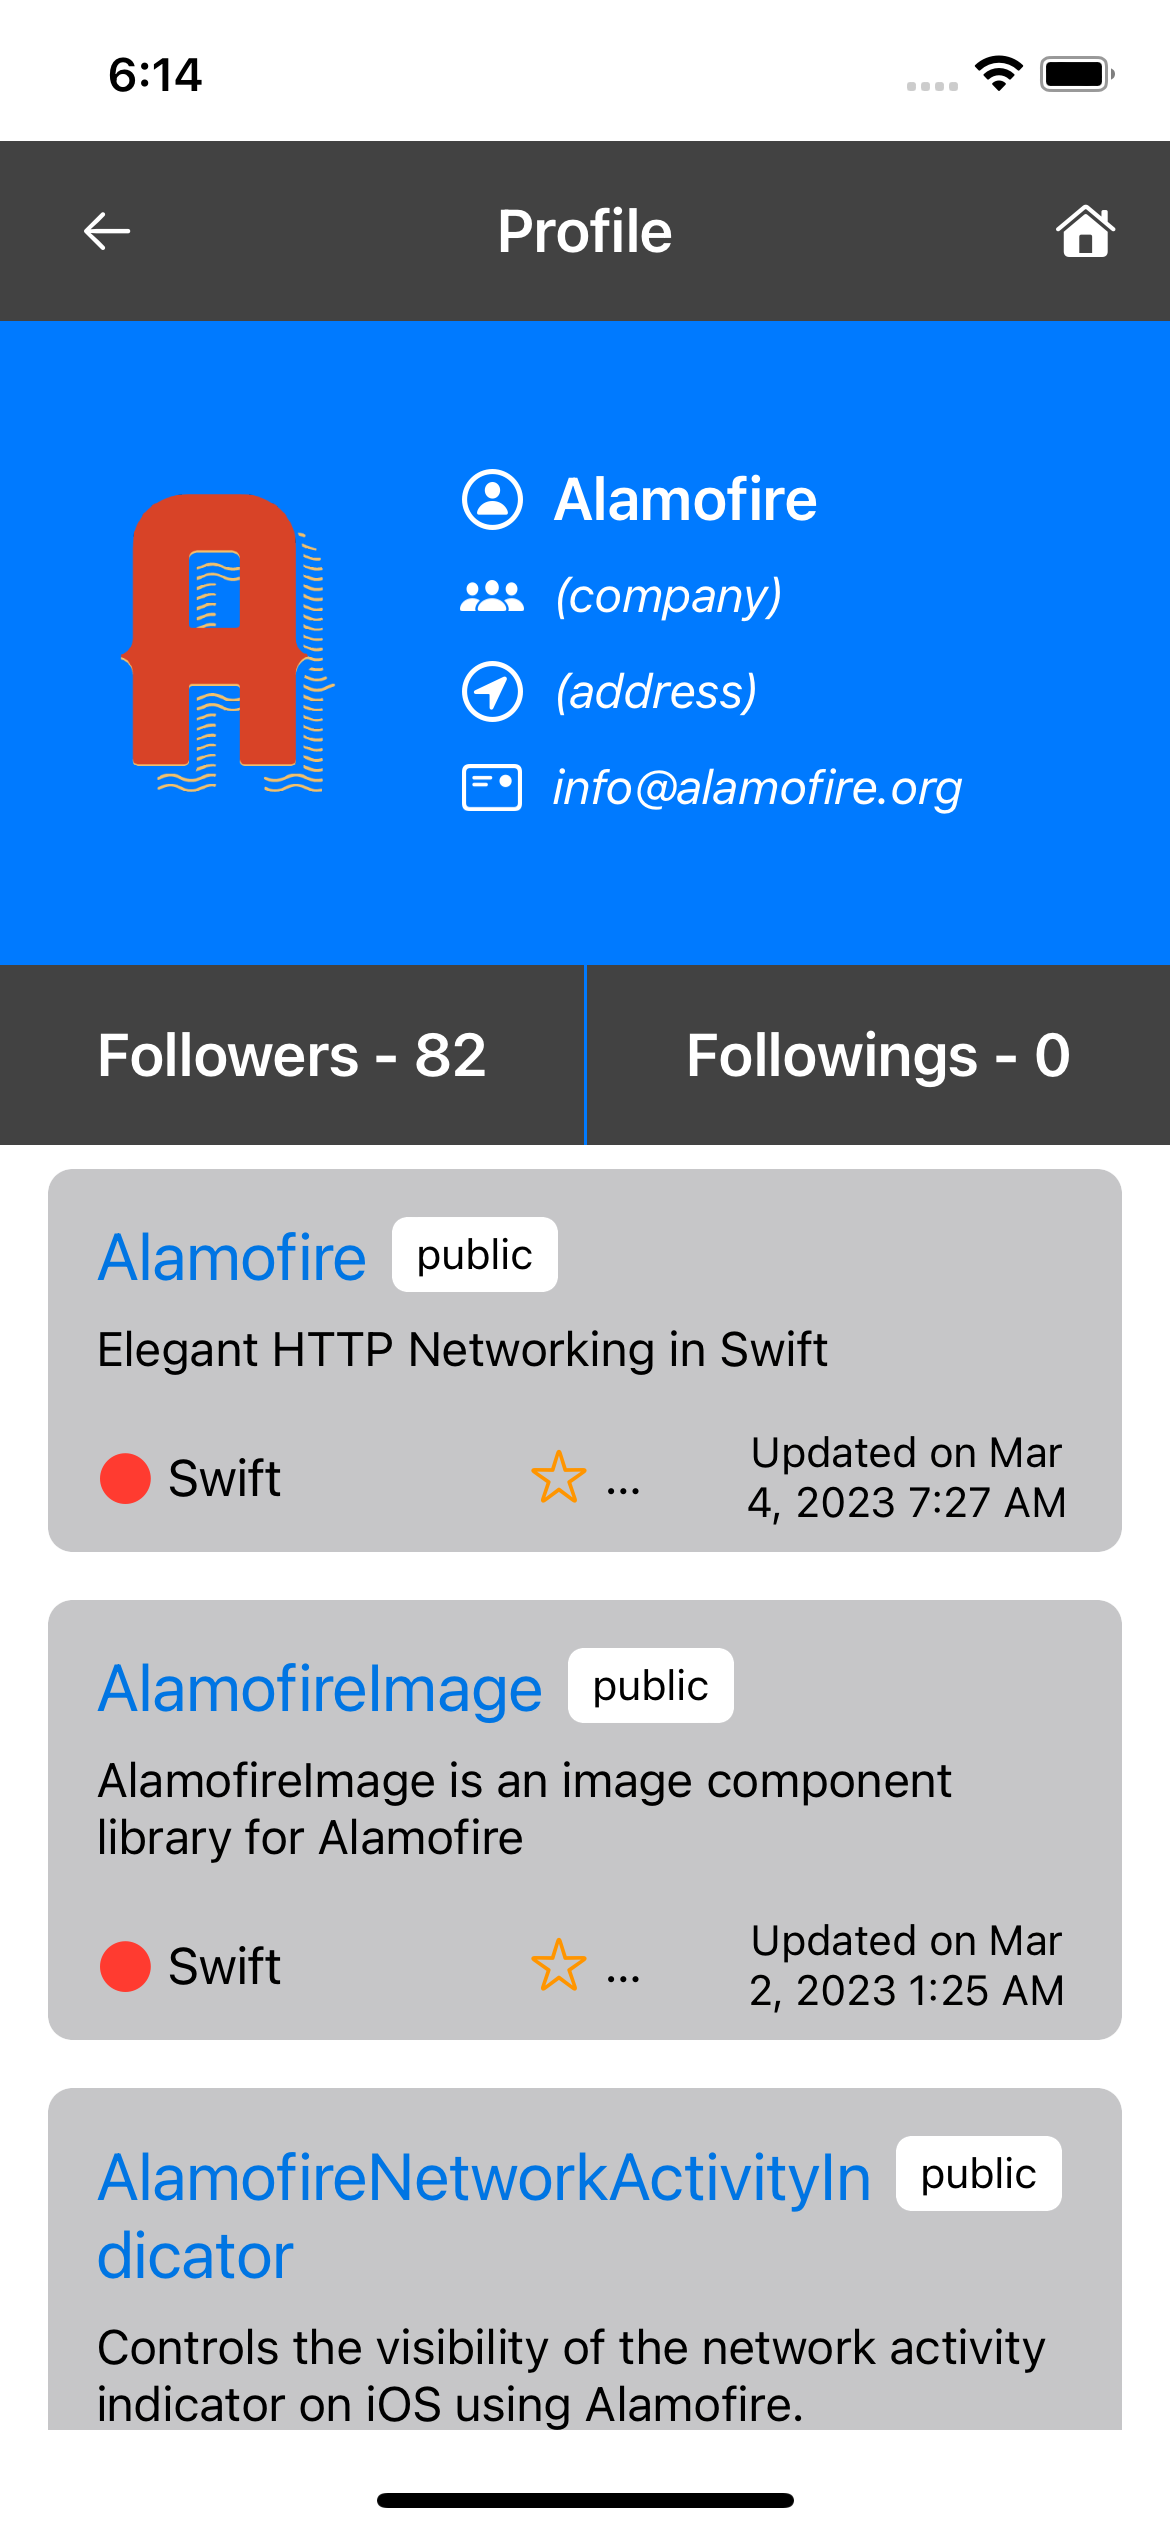 6:14
Profile
Alamofire
(company)
(address)
info@alamofire.org
Followers - 82
Followings - 0
Alamofire
public
Elegant HTTP Networking in Swift
Swift
...
Updated on Mar
4, 2023 7:27 AM
AlamofireImage
public
AlamofireImage is an image component
library for Alamofire
Swift
...
Updated on Mar
2, 2023 1:25 AM
AlamofireNetworkActivityIn
dicator
public
Controls the visibility of the network activity
indicator on iOS using Alamofire.